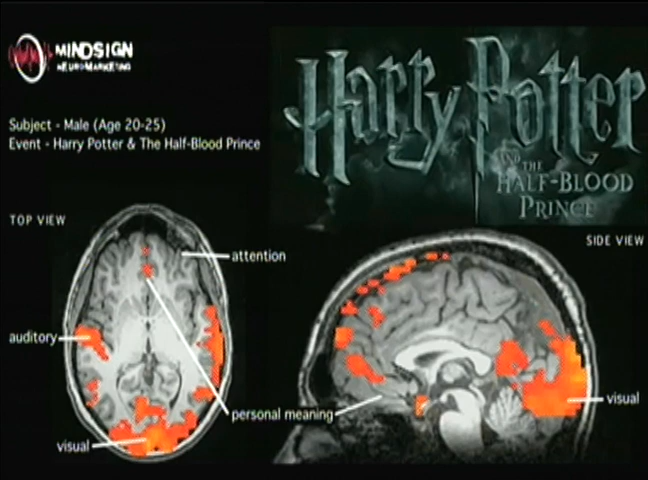 MINDSIGN
NEUROMARKETING
Harry Potter
AND THE
HALF-BLOOD
PRINCE
Subject - Male (Age 20-25)
Event - Harry Potter & The Half-Blood Prince
TOP VIEW
SIDE VIEW
attention
auditory
personal meaning
visual
visual